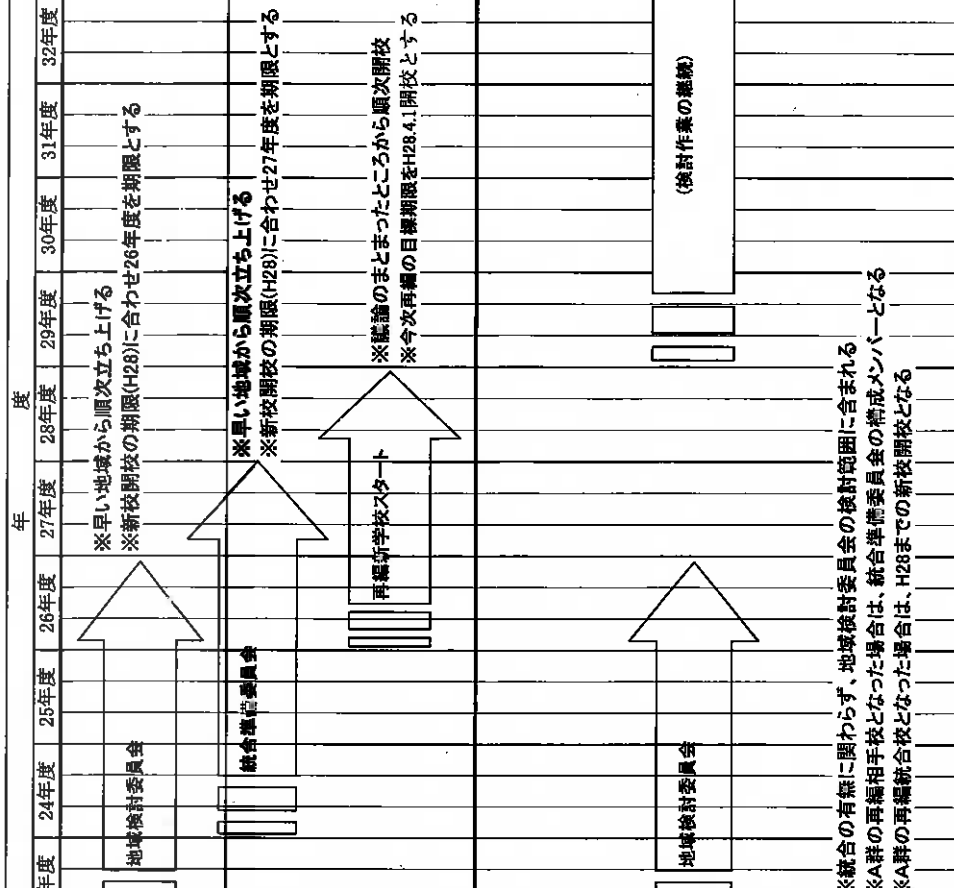 年　度
年度
24年度
25年度
26年度
27年度
28年度
29年度
30年度
31年度
32年度
地域検討委員会
※早い地域から順次立ち上げる
※新校開校の期限(H28)に合わせ26年度を期限とする
統合準備委員会
※早い地域から順次立ち上げる
※新校開校の期限(H28)に合わせ27年度を期限とする
再編新学校スタート
※議論のまとまったところから順次開校
※今次再編の目標期限をH28.4.1開校とする
地域検討委員会
(検討作業の継続)
※統合の有無に関わらず、地域検討委員会の検討範囲に含まれる
※A群の再編相手校となった場合は、統合準備委員会の構成メンバーとなる
※A群の再編統合校となった場合は、H28までの新校開校となる